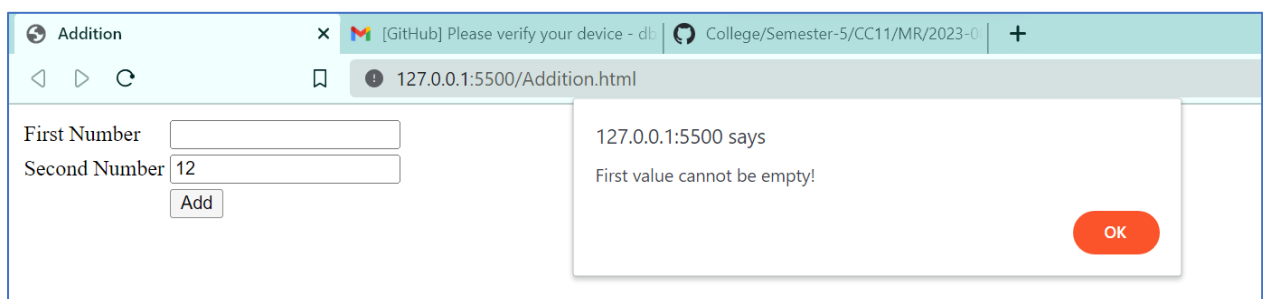 Addition
[GitHub] Please verify your device - db
College/Semester-5/CC11/MR/2023-0
127.0.0.1:5500/Addition.html
127.0.0.1:5500 says
First value cannot be empty!
OK
First Number
Second Number 12
Add